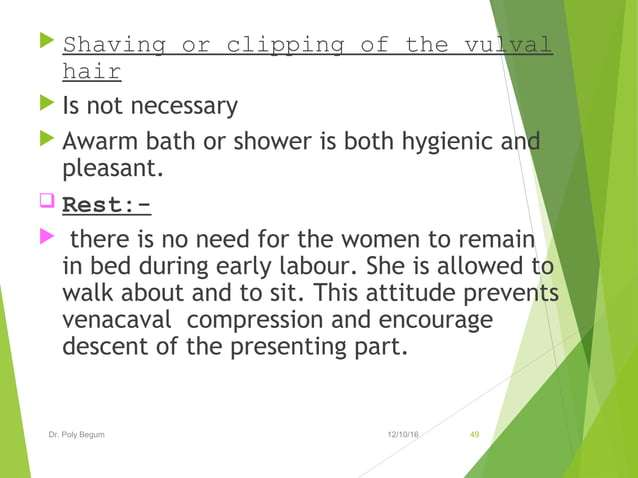 Shaving or clipping of the vulval
hair
Is not necessary
Awarm bath or shower is both hygienic and
pleasant.
Rest:-
there is no need for the women to remain
in bed during early labour. She is allowed to
walk about and to sit. This attitude prevents
venacaval compression and encourage
descent of the presenting part.
Dr. Poly Begum 12/10/16 49